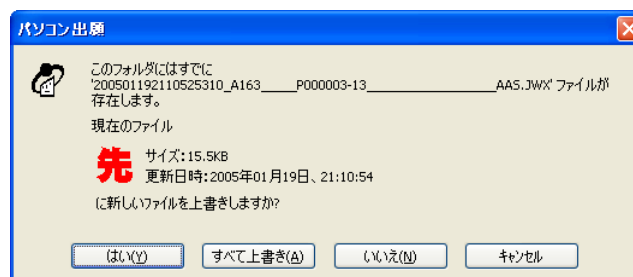 パソコン出願
このフォルダにはすでに
'200501192110525310_A163_____P000003-13__________________AAS.JWX' ファイルが
存在します。
現在のファイル
先
サイズ:15.5KB
更新日時:2005年01月19日、21:10:54
に新しいファイルを上書きしますか?
はい(Y) すべて上書き(A) いいえ(N) キャンセル